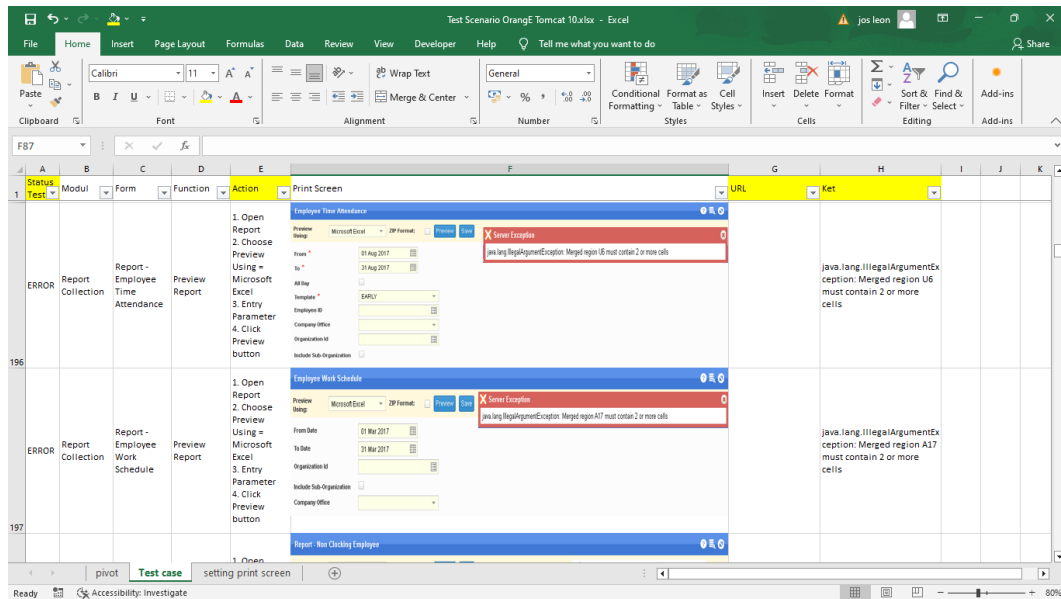 Test Scenario OrangE Tomcat 10.xlsx - Excel
jos leon
File Home Insert Page Layout Formulas Data Review View Developer Help Tell me what you want to do Share
Paste
Calibri 11
B I U
Wrap Text
Merge & Center
General
Conditional Formatting
Format as Table
Cell Styles
Insert Delete Format
Sort & Filter
Find & Select
Add-ins
Clipboard Font Alignment Number Styles Cells Editing Add-ins
F87
fx
A B C D E F G H I J K
1 Status Test Modul Form Function Action Print Screen URL Ket
196
ERROR
Report Collection
Report - Employee Time Attendance
Preview Report
1. Open
Report
2. Choose
Preview
Using =
Microsoft
Excel
3. Entry
Parameter
4. Click
Preview
button
Employee Time Attendance
Preview Using: Microsoft Excel ZIP Format: Preview Save
Server Exception
java.lang.IllegalArgumentException: Merged region U6 must contain 2 or more cells
From * 01 Aug 2017
To * 31 Aug 2017
All Day
Template * EARLY
Employee ID
Company Office
Organization Id
Include Sub-Organization
java.lang.IllegalArgumentEx
ception: Merged region U6
must contain 2 or more
cells
197
ERROR
Report Collection
Report - Employee Work Schedule
Preview Report
1. Open
Report
2. Choose
Preview
Using =
Microsoft
Excel
3. Entry
Parameter
4. Click
Preview
button
Employee Work Schedule
Preview Using: Microsoft Excel ZIP Format: Preview Save
Server Exception
java.lang.IllegalArgumentException: Merged region A17 must contain 2 or more cells
From Date 01 Mar 2017
To Date 31 Mar 2017
Organization Id
Include Sub-Organization
Company Office
java.lang.IllegalArgumentEx
ception: Merged region A17
must contain 2 or more
cells
1. Open
Report - Non Clocking Employee
pivot Test case setting print screen
Ready Accessibility: Investigate 80%